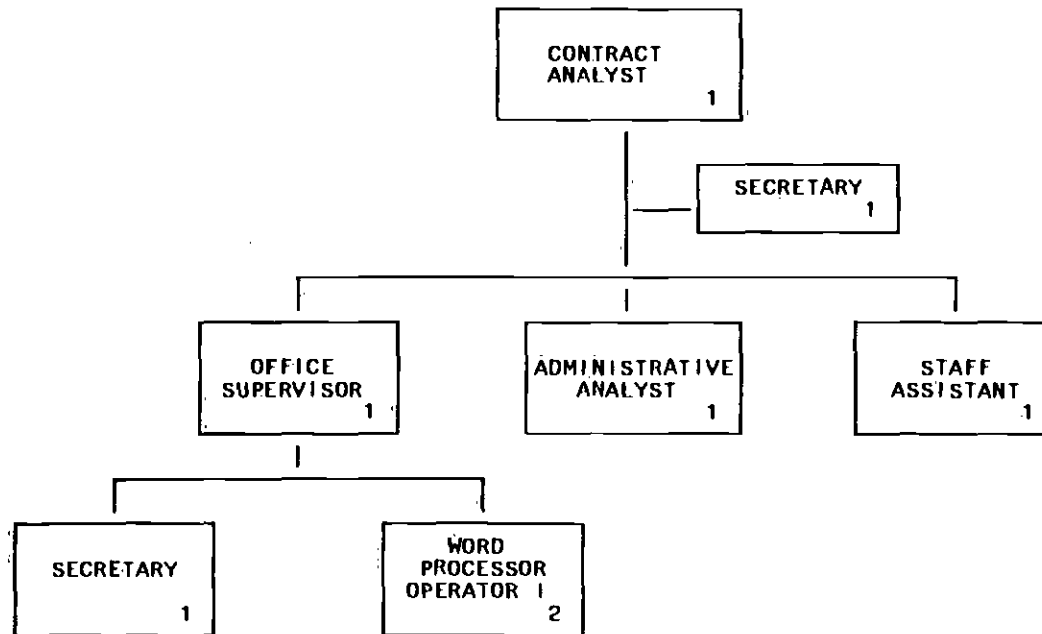 CONTRACT
ANALYST
1
SECRETARY
1
OFFICE
SUPERVISOR
1
ADMINISTRATIVE
ANALYST
1
STAFF
ASSISTANT
1
SECRETARY
1
WORD
PROCESSOR
OPERATOR I
2